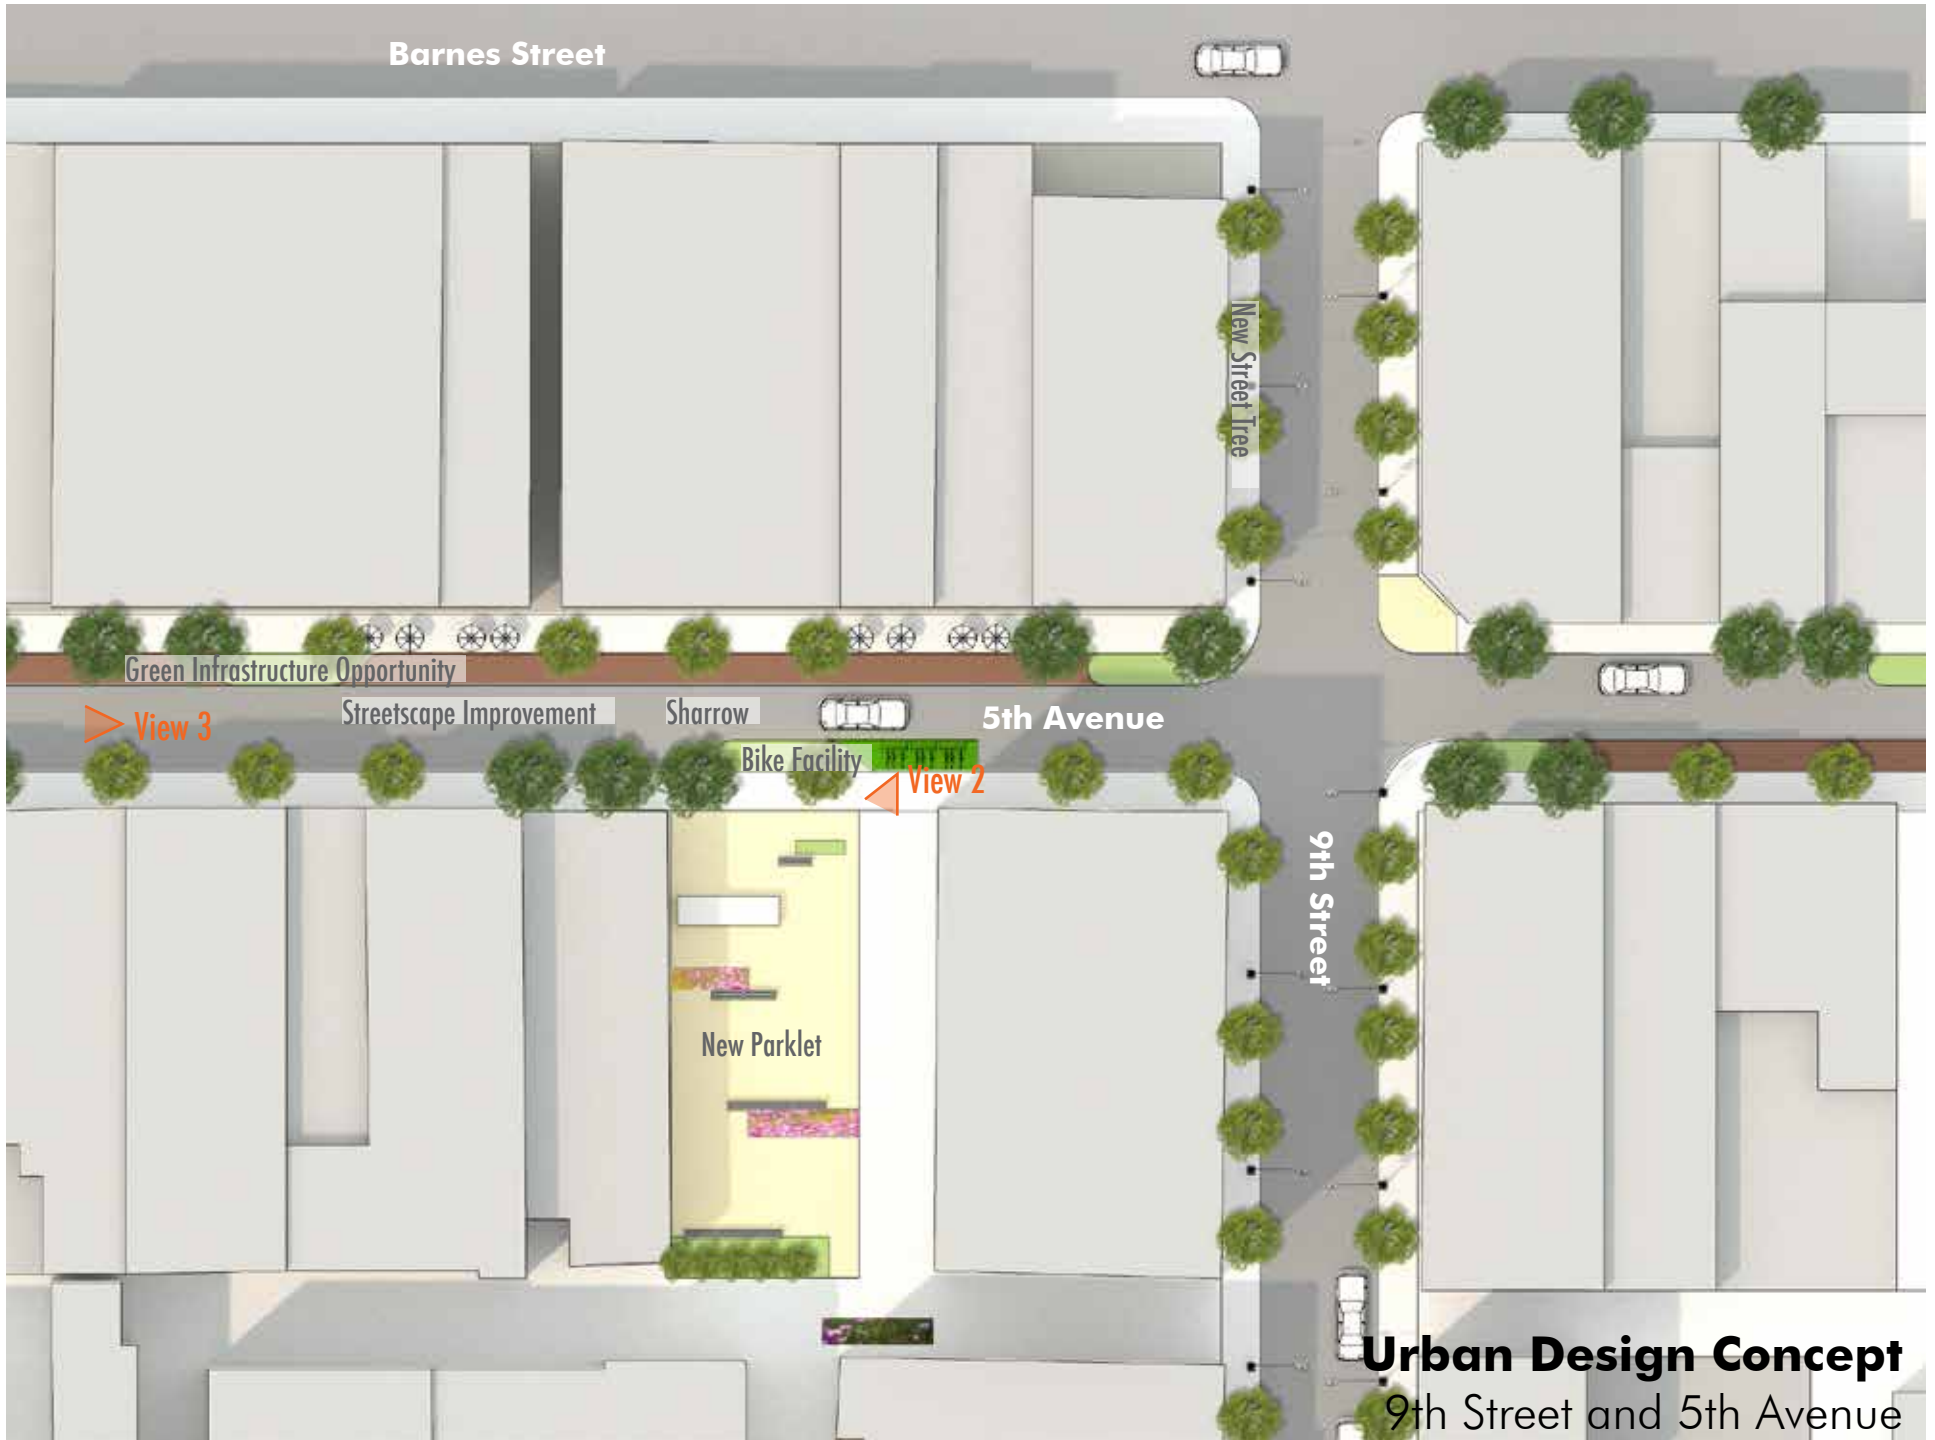 Barnes Street
New Street Tree
Green Infrastructure Opportunity
View 3
Streetscape Improvement
Sharrow
5th Avenue
Bike Facility
View 2
9th Street
New Parklet
Urban Design Concept
9th Street and 5th Avenue